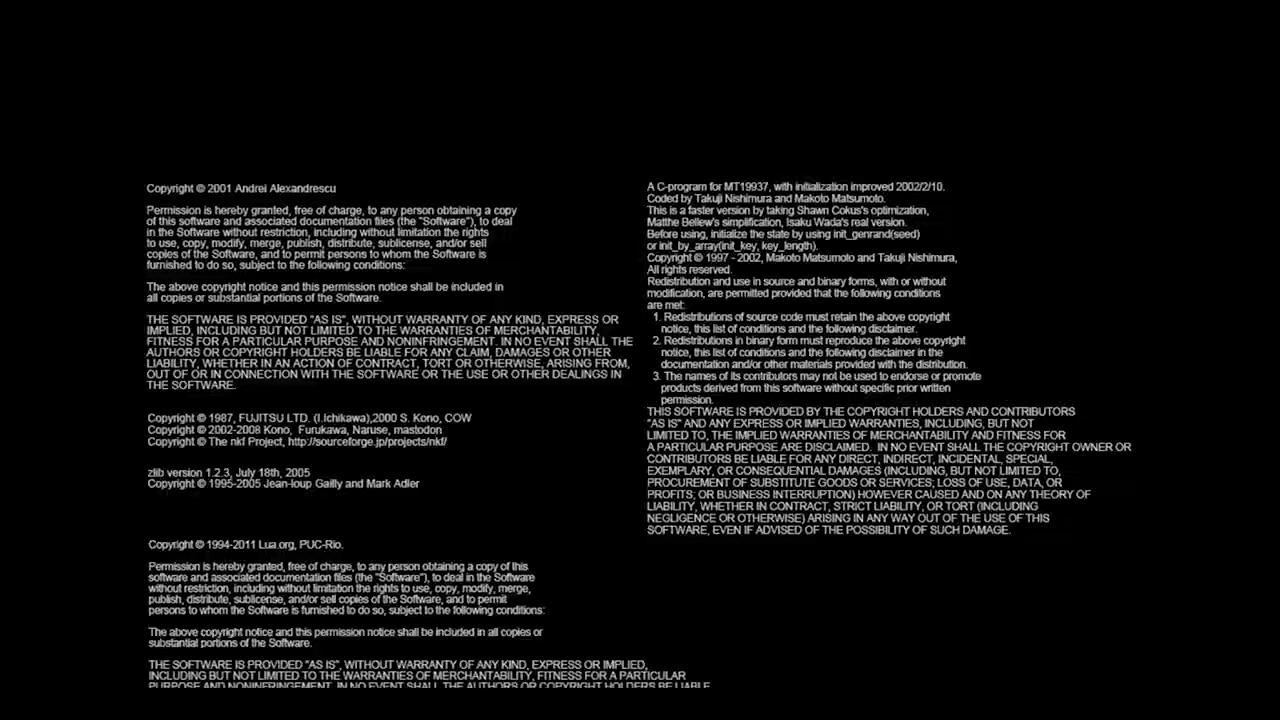 Copyright © 2001 Andrei Alexandrescu
Permission is hereby granted, free of charge, to any person obtaining a copy
of this software and associated documentation files (the "Software"), to deal
in the Software without restriction, including without limitation the rights
to use, copy, modify, merge, publish, distribute, sublicense, and/or sell
copies of the Software, and to permit persons to whom the Software is
furnished to do so, subject to the following conditions:
The above copyright notice and this permission notice shall be included in
all copies or substantial portions of the Software.
THE SOFTWARE IS PROVIDED "AS IS", WITHOUT WARRANTY OF ANY KIND, EXPRESS OR
IMPLIED, INCLUDING BUT NOT LIMITED TO THE WARRANTIES OF MERCHANTABILITY,
FITNESS FOR A PARTICULAR PURPOSE AND NONINFRINGEMENT. IN NO EVENT SHALL THE
AUTHORS OR COPYRIGHT HOLDERS BE LIABLE FOR ANY CLAIM, DAMAGES OR OTHER
LIABILITY, WHETHER IN AN ACTION OF CONTRACT, TORT OR OTHERWISE, ARISING FROM,
OUT OF OR IN CONNECTION WITH THE SOFTWARE OR THE USE OR OTHER DEALINGS IN
THE SOFTWARE.
Copyright © 1987, FUJITSU LTD. (I.Ichikawa),2000 S. Kono, COW
Copyright © 2002-2008 Kono, Furukawa, Naruse, mastodon
Copyright © The nkf Project, http://sourceforge.jp/projects/nkf/
zlib version 1.2.3, July 18th, 2005
Copyright © 1995-2005 Jean-loup Gailly and Mark Adler
Copyright © 1994-2011 Lua.org, PUC-Rio.
Permission is hereby granted, free of charge, to any person obtaining a copy of this
software and associated documentation files (the "Software"), to deal in the Software
without restriction, including without limitation the rights to use, copy, modify, merge,
publish, distribute, sublicense, and/or sell copies of the Software, and to permit
persons to whom the Software is furnished to do so, subject to the following conditions:
The above copyright notice and this permission notice shall be included in all copies or
substantial portions of the Software.
THE SOFTWARE IS PROVIDED "AS IS", WITHOUT WARRANTY OF ANY KIND, EXPRESS OR IMPLIED,
INCLUDING BUT NOT LIMITED TO THE WARRANTIES OF MERCHANTABILITY, FITNESS FOR A PARTICULAR
PURPOSE AND NONINFRINGEMENT. IN NO EVENT SHALL THE AUTHORS OR COPYRIGHT HOLDERS BE LIABLE
A C-program for MT19937, with initialization improved 2002/2/10.
Coded by Takuji Nishimura and Makoto Matsumoto.
This is a faster version by taking Shawn Cokus's optimization,
Matthe Bellew's simplification, Isaku Wada's real version.
Before using, initialize the state by using init_genrand(seed)
or init_by_array(init_key, key_length).
Copyright © 1997 - 2002, Makoto Matsumoto and Takuji Nishimura,
All rights reserved.
Redistribution and use in source and binary forms, with or without
modification, are permitted provided that the following conditions
are met:
1. Redistributions of source code must retain the above copyright
notice, this list of conditions and the following disclaimer.
2. Redistributions in binary form must reproduce the above copyright
notice, this list of conditions and the following disclaimer in the
documentation and/or other materials provided with the distribution.
3. The names of its contributors may not be used to endorse or promote
products derived from this software without specific prior written
permission.
THIS SOFTWARE IS PROVIDED BY THE COPYRIGHT HOLDERS AND CONTRIBUTORS
"AS IS" AND ANY EXPRESS OR IMPLIED WARRANTIES, INCLUDING, BUT NOT
LIMITED TO, THE IMPLIED WARRANTIES OF MERCHANTABILITY AND FITNESS FOR
A PARTICULAR PURPOSE ARE DISCLAIMED. IN NO EVENT SHALL THE COPYRIGHT OWNER OR
CONTRIBUTORS BE LIABLE FOR ANY DIRECT, INDIRECT, INCIDENTAL, SPECIAL,
EXEMPLARY, OR CONSEQUENTIAL DAMAGES (INCLUDING, BUT NOT LIMITED TO,
PROCUREMENT OF SUBSTITUTE GOODS OR SERVICES; LOSS OF USE, DATA, OR
PROFITS; OR BUSINESS INTERRUPTION) HOWEVER CAUSED AND ON ANY THEORY OF
LIABILITY, WHETHER IN CONTRACT, STRICT LIABILITY, OR TORT (INCLUDING
NEGLIGENCE OR OTHERWISE) ARISING IN ANY WAY OUT OF THE USE OF THIS
SOFTWARE, EVEN IF ADVISED OF THE POSSIBILITY OF SUCH DAMAGE.